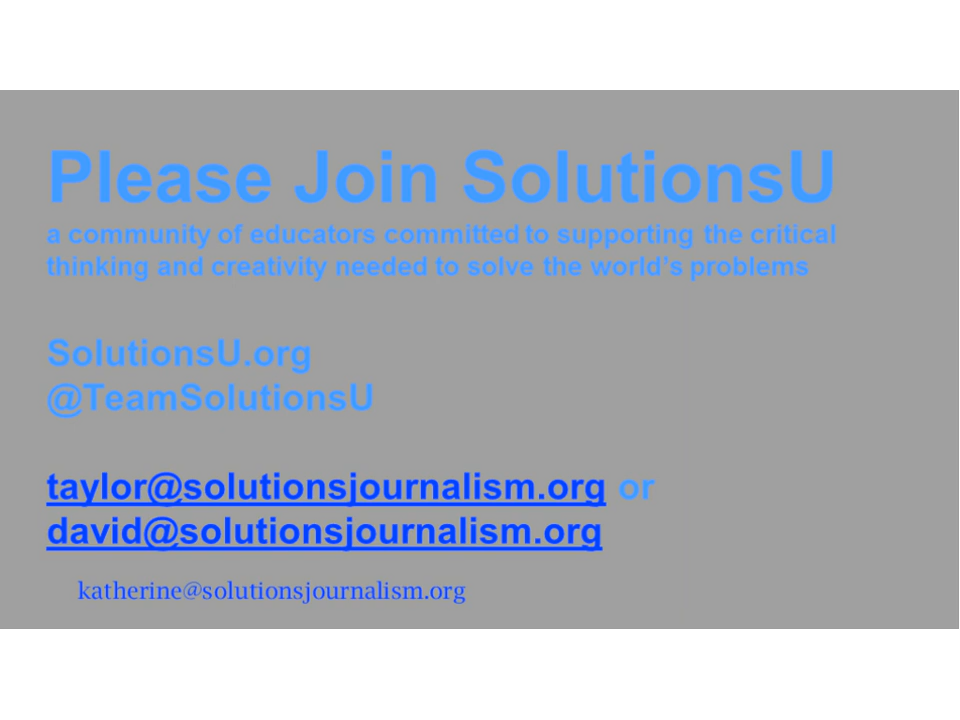 Please Join SolutionsU
a community of educators committed to supporting the critical
thinking and creativity needed to solve the world’s problems
SolutionsU.org
@TeamSolutionsU
taylor@solutionsjournalism.org or
david@solutionsjournalism.org
katherine@solutionsjournalism.org